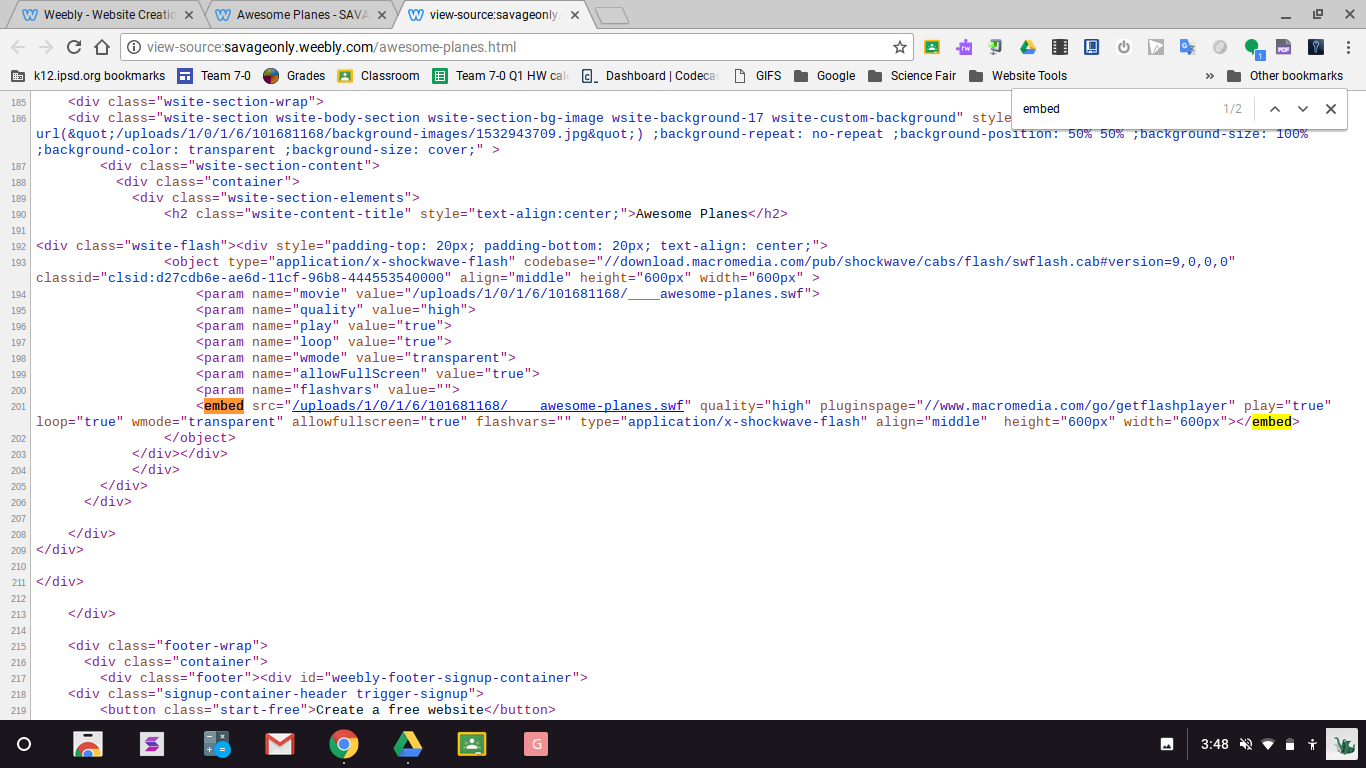 Weebly - Website Creatic
Awesome Planes - SAVA
view-source:savageonly.
view-source:savageonly.weebly.com/awesome-planes.html
k12.ipsd.org bookmarks Team 7-0 Grades Classroom Team 7-0 Q1 HW cal Dashboard | Codeca GIFS Google Science Fair Website Tools » Other bookmarks
embed 1/2
185 <div class="wsite-section-wrap">
186 <div class="wsite-section wsite-body-section wsite-section-bg-image wsite-background-17 wsite-custom-background" style
url(&quot;/uploads/1/0/1/6/101681168/background-images/1532943709.jpg&quot;) ;background-repeat: no-repeat ;background-position: 50% 50% ;background-size: 100%
;background-color: transparent ;background-size: cover;" >
187 <div class="wsite-section-content">
188 <div class="container">
189 <div class="wsite-section-elements">
190 <h2 class="wsite-content-title" style="text-align:center;">Awesome Planes</h2>
191
192 <div class="wsite-flash"><div style="padding-top: 20px; padding-bottom: 20px; text-align: center;">
193 <object type="application/x-shockwave-flash" codebase="//download.macromedia.com/pub/shockwave/cabs/flash/swflash.cab#version=9,0,0,0"
classid="clsid:d27cdb6e-ae6d-11cf-96b8-444553540000" align="middle" height="600px" width="600px" >
194 <param name="movie" value="/uploads/1/0/1/6/101681168/____awesome-planes.swf">
195 <param name="quality" value="high">
196 <param name="play" value="true">
197 <param name="loop" value="true">
198 <param name="wmode" value="transparent">
199 <param name="allowFullScreen" value="true">
200 <param name="flashvars" value="">
201 <embed src="/uploads/1/0/1/6/101681168/____awesome-planes.swf" quality="high" pluginspage="//www.macromedia.com/go/getflashplayer" play="true"
loop="true" wmode="transparent" allowfullscreen="true" flashvars="" type="application/x-shockwave-flash" align="middle" height="600px" width="600px"></embed>
202 </object>
203 </div></div>
204 </div>
205 </div>
206 </div>
207
208 </div>
209 </div>
210
211 </div>
212
213 </div>
214
215 <div class="footer-wrap">
216 <div class="container">
217 <div class="footer"><div id="weebly-footer-signup-container">
218 <div class="signup-container-header trigger-signup">
219 <button class="start-free">Create a free website</button>
G
3:48